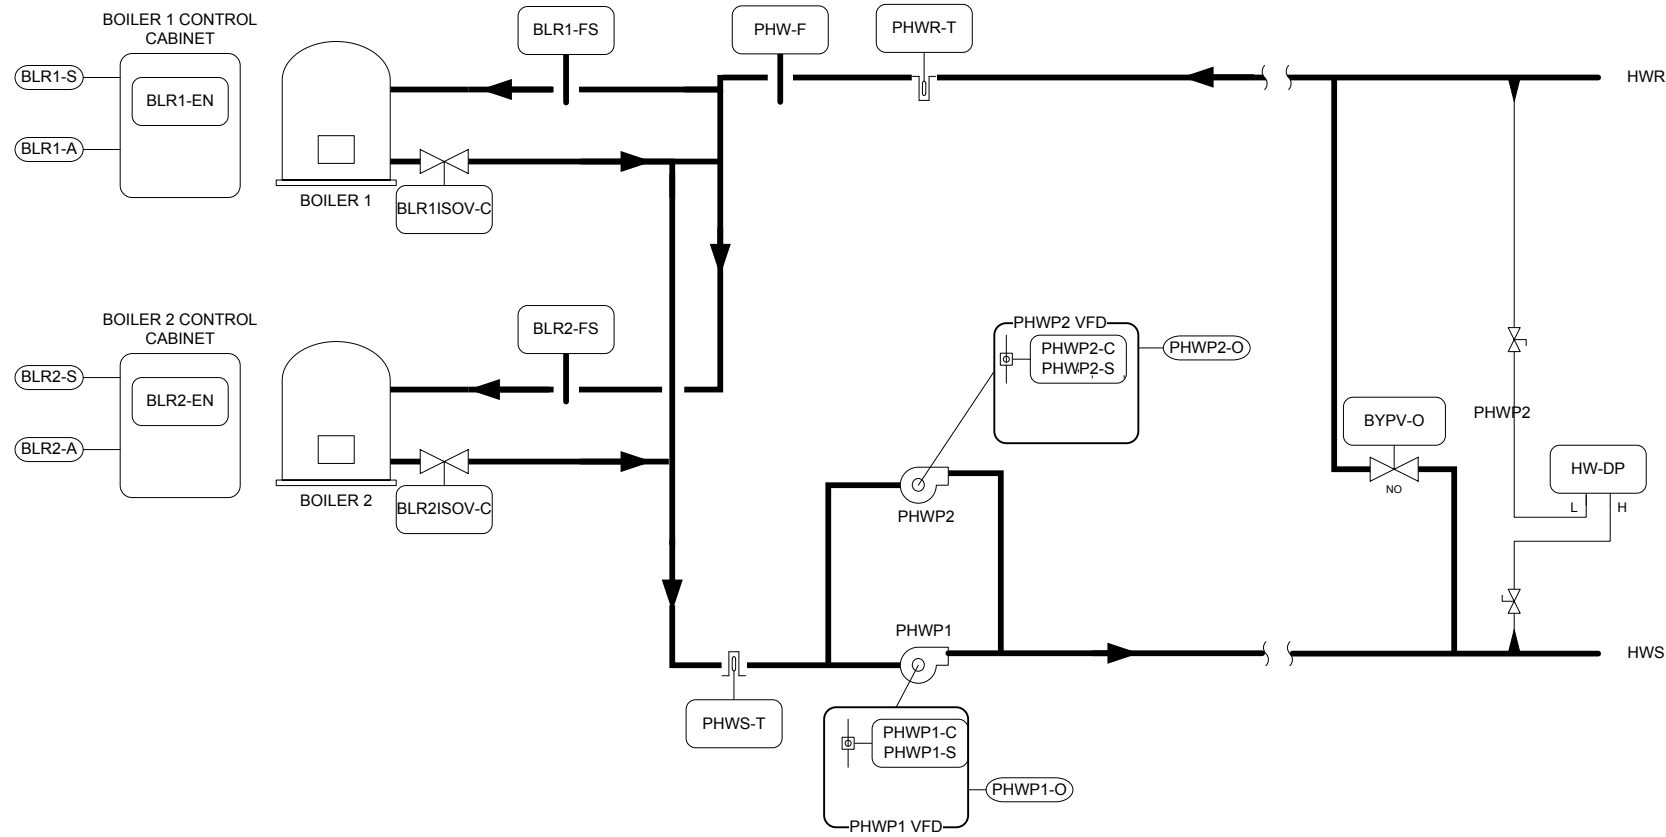 BOILER 1 CONTROL
CABINET
BLR1-S
BLR1-EN
BLR1-A
BOILER 1
BLR1-FS
BLR1ISOV-C
PHW-F
PHWR-T
HWR
BOILER 2 CONTROL
CABINET
BLR2-S
BLR2-EN
BLR2-A
BOILER 2
BLR2-FS
BLR2ISOV-C
PHWP2 VFD
PHWP2-C
PHWP2-S
PHWP2-O
PHWP2
BYPV-O
NO
PHWP2
HW-DP
L
H
PHWP1
HWS
PHWS-T
PHWP1-C
PHWP1-S
PHWP1-O
PHWP1 VFD